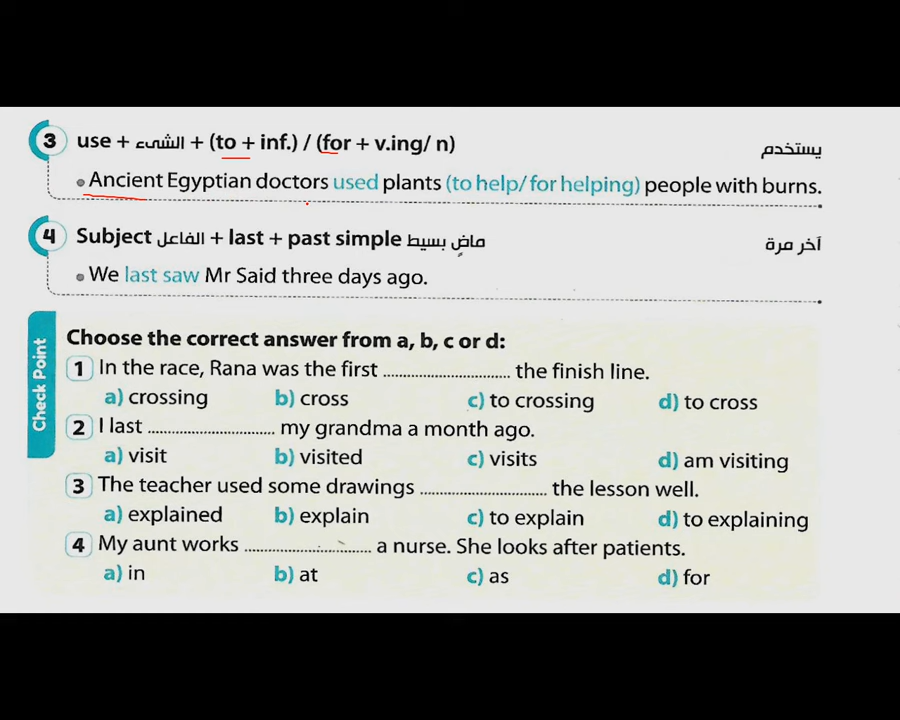 3 use + الشىء + (to + inf.) / (for + v.ing/ n) يستخدم
• Ancient Egyptian doctors used plants (to help/for helping) people with burns.
4 Subject الفاعل + last + past simple ماضٍ بسيط آخر مرة
• We last saw Mr Said three days ago.
Check Point
Choose the correct answer from a, b, c or d:
1 In the race, Rana was the first .............................. the finish line.
a) crossing b) cross c) to crossing d) to cross
2 I last .............................. my grandma a month ago.
a) visit b) visited c) visits d) am visiting
3 The teacher used some drawings .............................. the lesson well.
a) explained b) explain c) to explain d) to explaining
4 My aunt works .............................. a nurse. She looks after patients.
a) in b) at c) as d) for